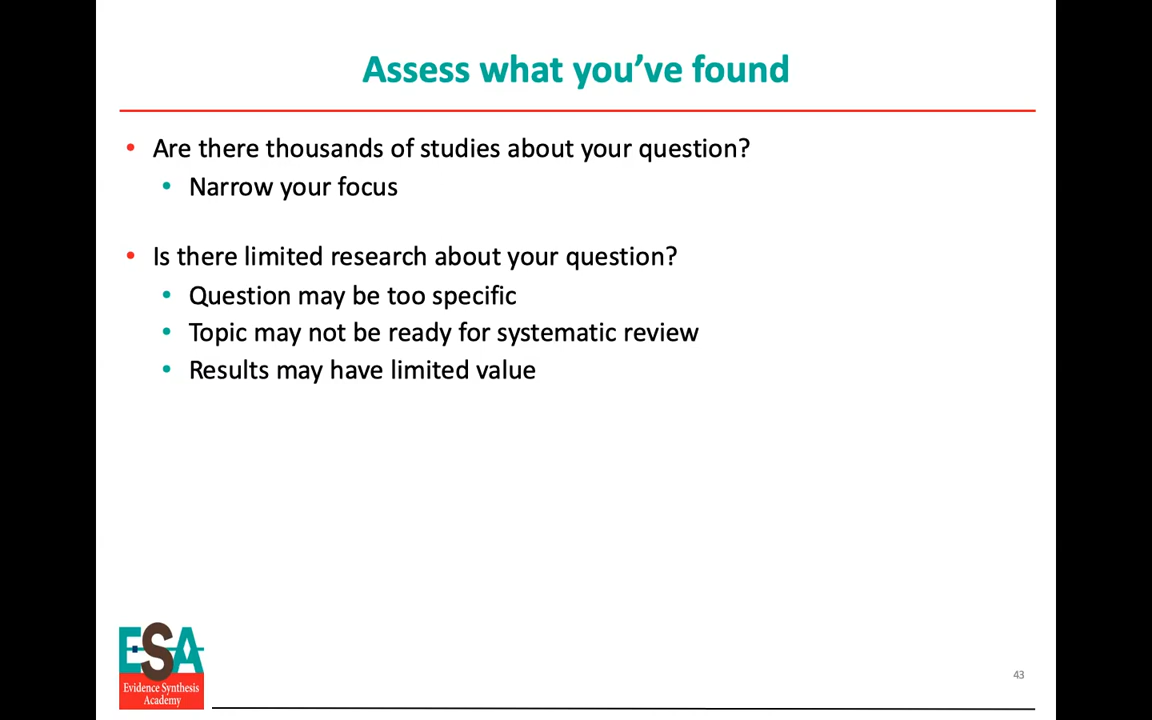 Assess what you’ve found
• Are there thousands of studies about your question?
• Narrow your focus
• Is there limited research about your question?
• Question may be too specific
• Topic may not be ready for systematic review
• Results may have limited value
ESA
Evidence Synthesis
Academy
43